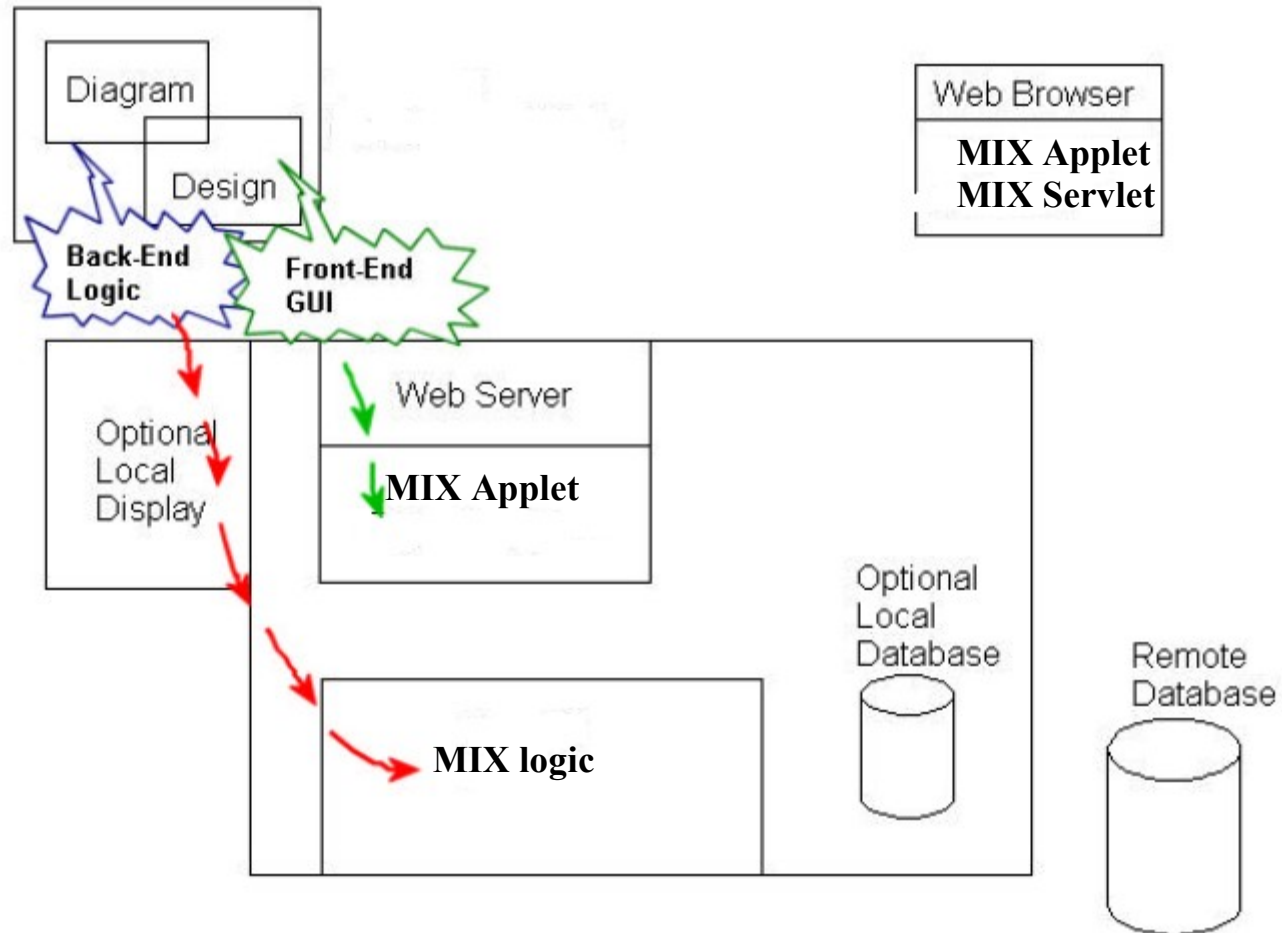 Diagram
Design
Back-End
Logic
Front-End
GUI
Web Browser
MIX Applet
MIX Servlet
Optional
Local
Display
Web Server
MIX Applet
MIX logic
Optional
Local
Database
Remote
Database